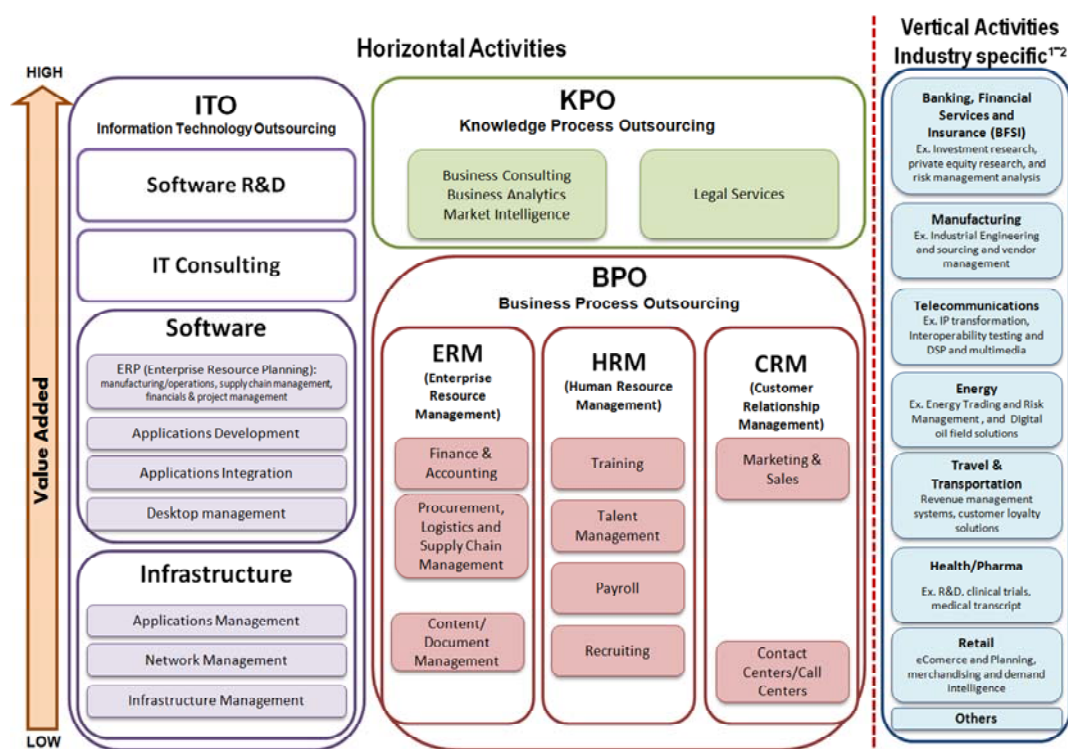 Horizontal Activities
Vertical Activities
Industry specific¹⁻²
HIGH
Value Added
LOW
ITO
Information Technology Outsourcing
Software R&D
IT Consulting
Software
ERP (Enterprise Resource Planning):
manufacturing/operations, supply chain management,
financials & project management
Applications Development
Applications Integration
Desktop management
Infrastructure
Applications Management
Network Management
Infrastructure Management
KPO
Knowledge Process Outsourcing
Business Consulting
Business Analytics
Market Intelligence
Legal Services
BPO
Business Process Outsourcing
ERM
(Enterprise
Resource
Management)
Finance &
Accounting
Procurement,
Logistics and
Supply Chain
Management
Content/
Document
Management
HRM
(Human Resource
Management)
Training
Talent
Management
Payroll
Recruiting
CRM
(Customer
Relationship
Management)
Marketing &
Sales
Contact
Centers/Call
Centers
Banking, Financial
Services and
Insurance (BFSI)
Ex. Investment research,
private equity research, and
risk management analysis
Manufacturing
Ex. Industrial Engineering
and sourcing and vendor
management
Telecommunications
Ex. IP transformation,
Interoperability testing and
DSP and multimedia
Energy
Ex. Energy Trading and Risk
Management , and Digital
oil field solutions
Travel &
Transportation
Revenue management
systems, customer loyalty
solutions
Health/Pharma
Ex. R&D, clinical trials,
medical transcript
Retail
eComerce and Planning,
merchandising and demand
intelligence
Others